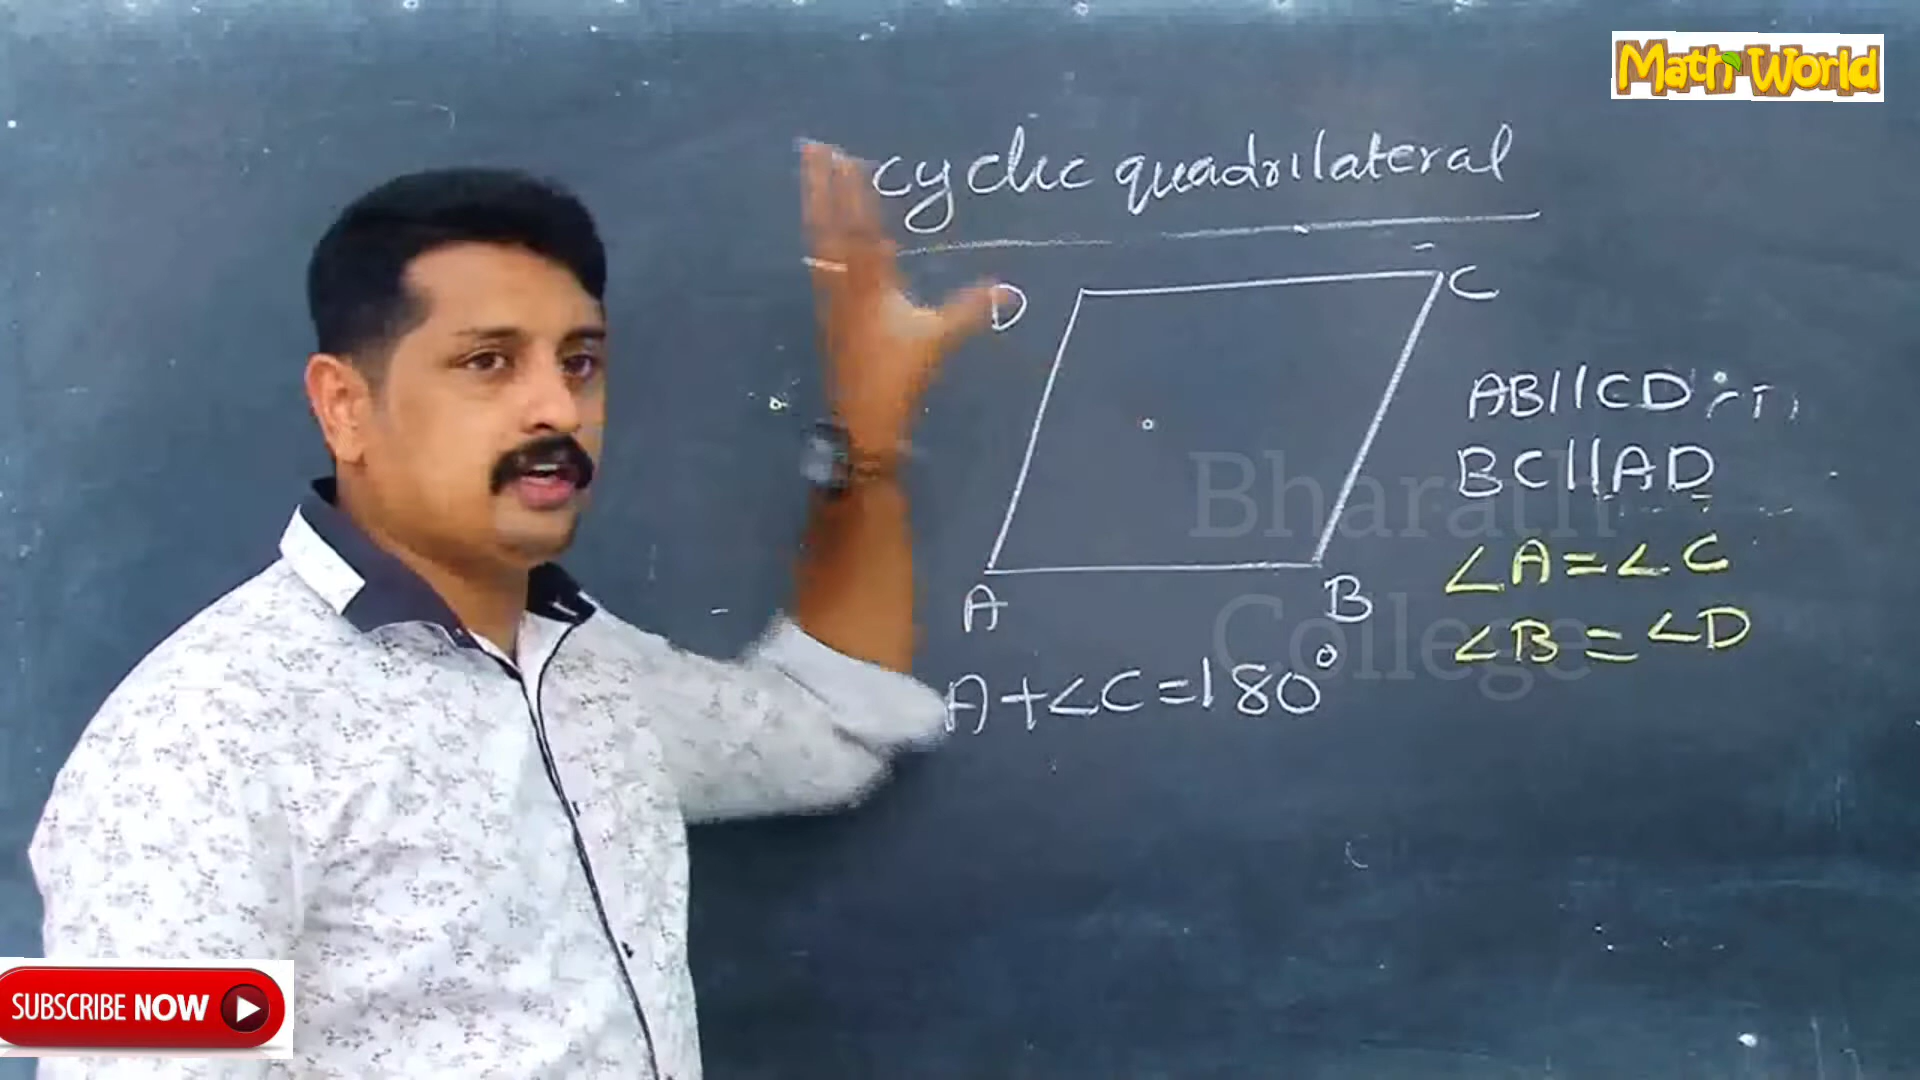 Math World
cyclic quadrilateral
D
C
AB||CD
BC||AD
∠A=∠C
∠B=∠D
A
B
A+∠C=180°
Bharath
College
SUBSCRIBE NOW